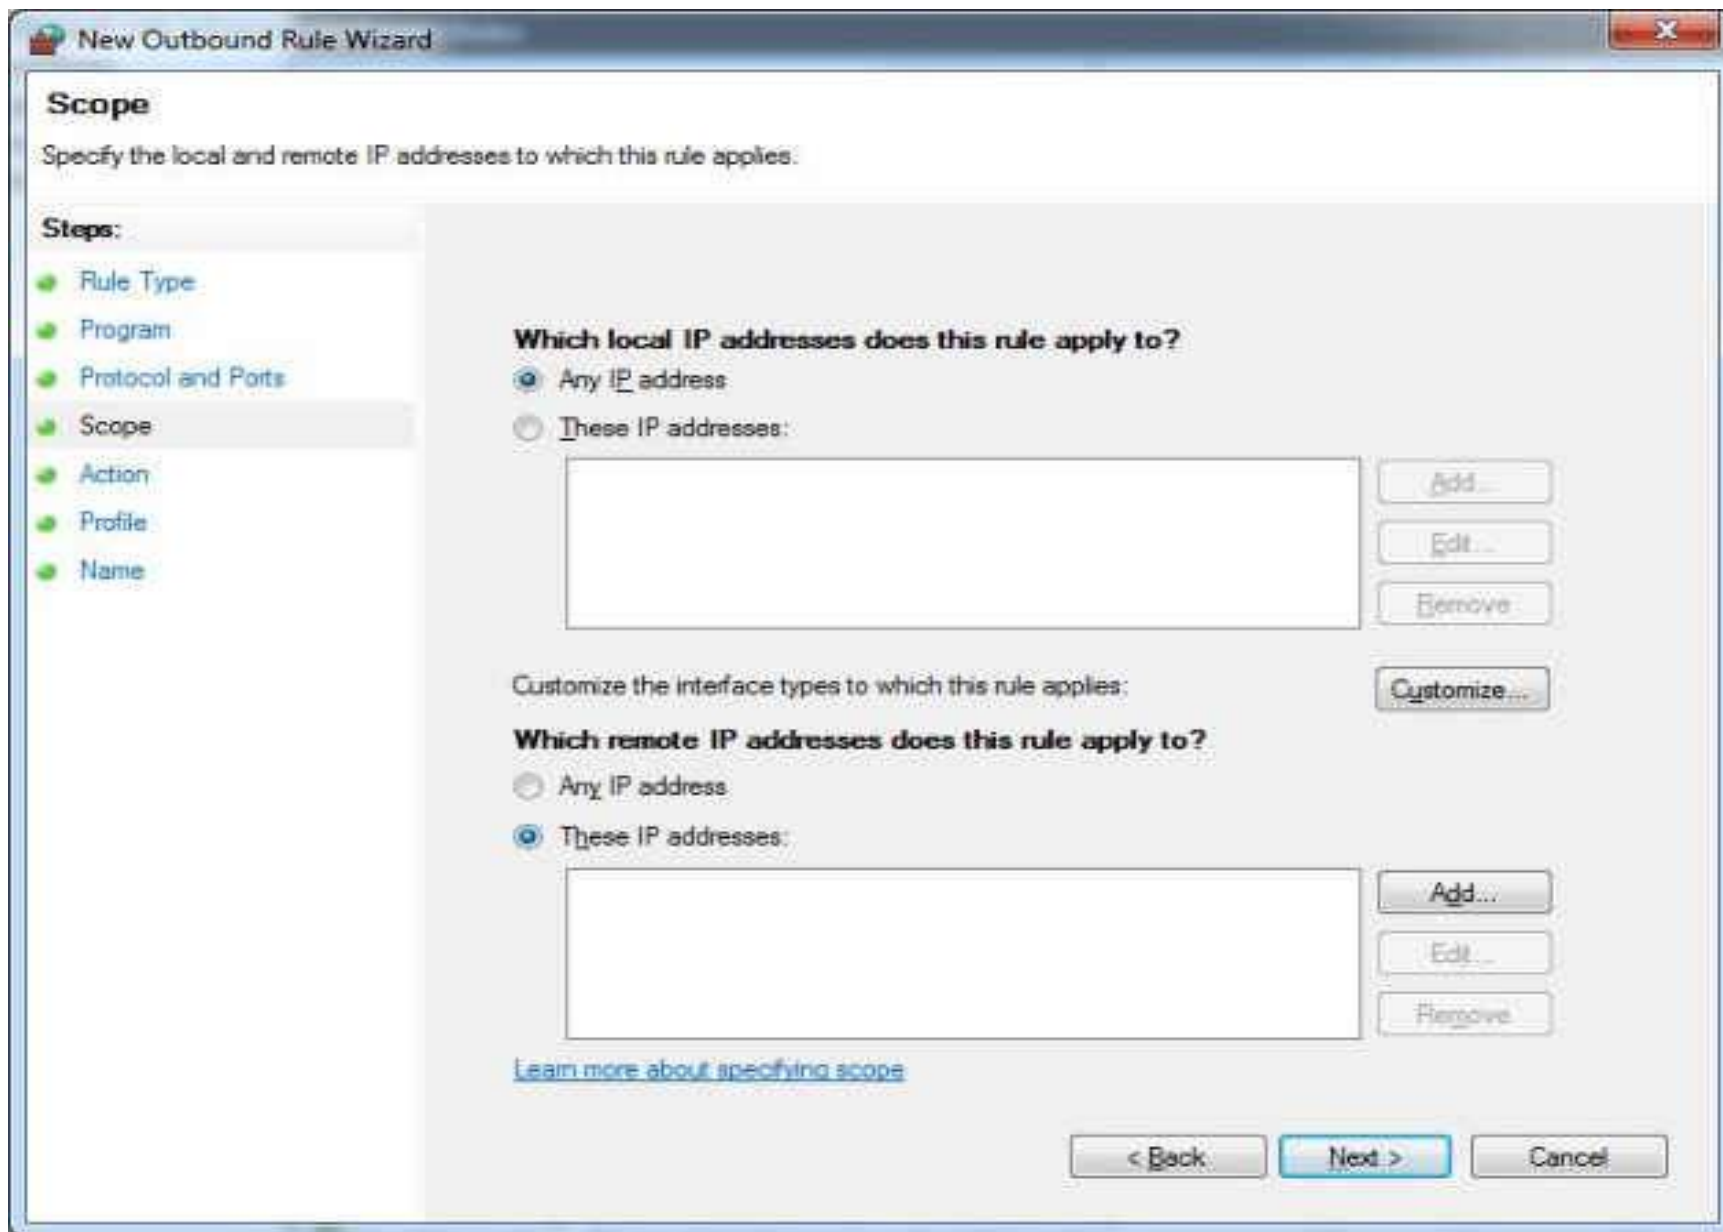 New Outbound Rule Wizard
Scope
Specify the local and remote IP addresses to which this rule applies.
Steps:
Rule Type
Program
Protocol and Ports
Scope
Action
Profile
Name
Which local IP addresses does this rule apply to?
Any IP address
These IP addresses:
Add...
Edit...
Remove
Customize the interface types to which this rule applies:
Customize...
Which remote IP addresses does this rule apply to?
Any IP address
These IP addresses:
Add...
Edit...
Remove
Learn more about specifying scope
< Back
Next >
Cancel